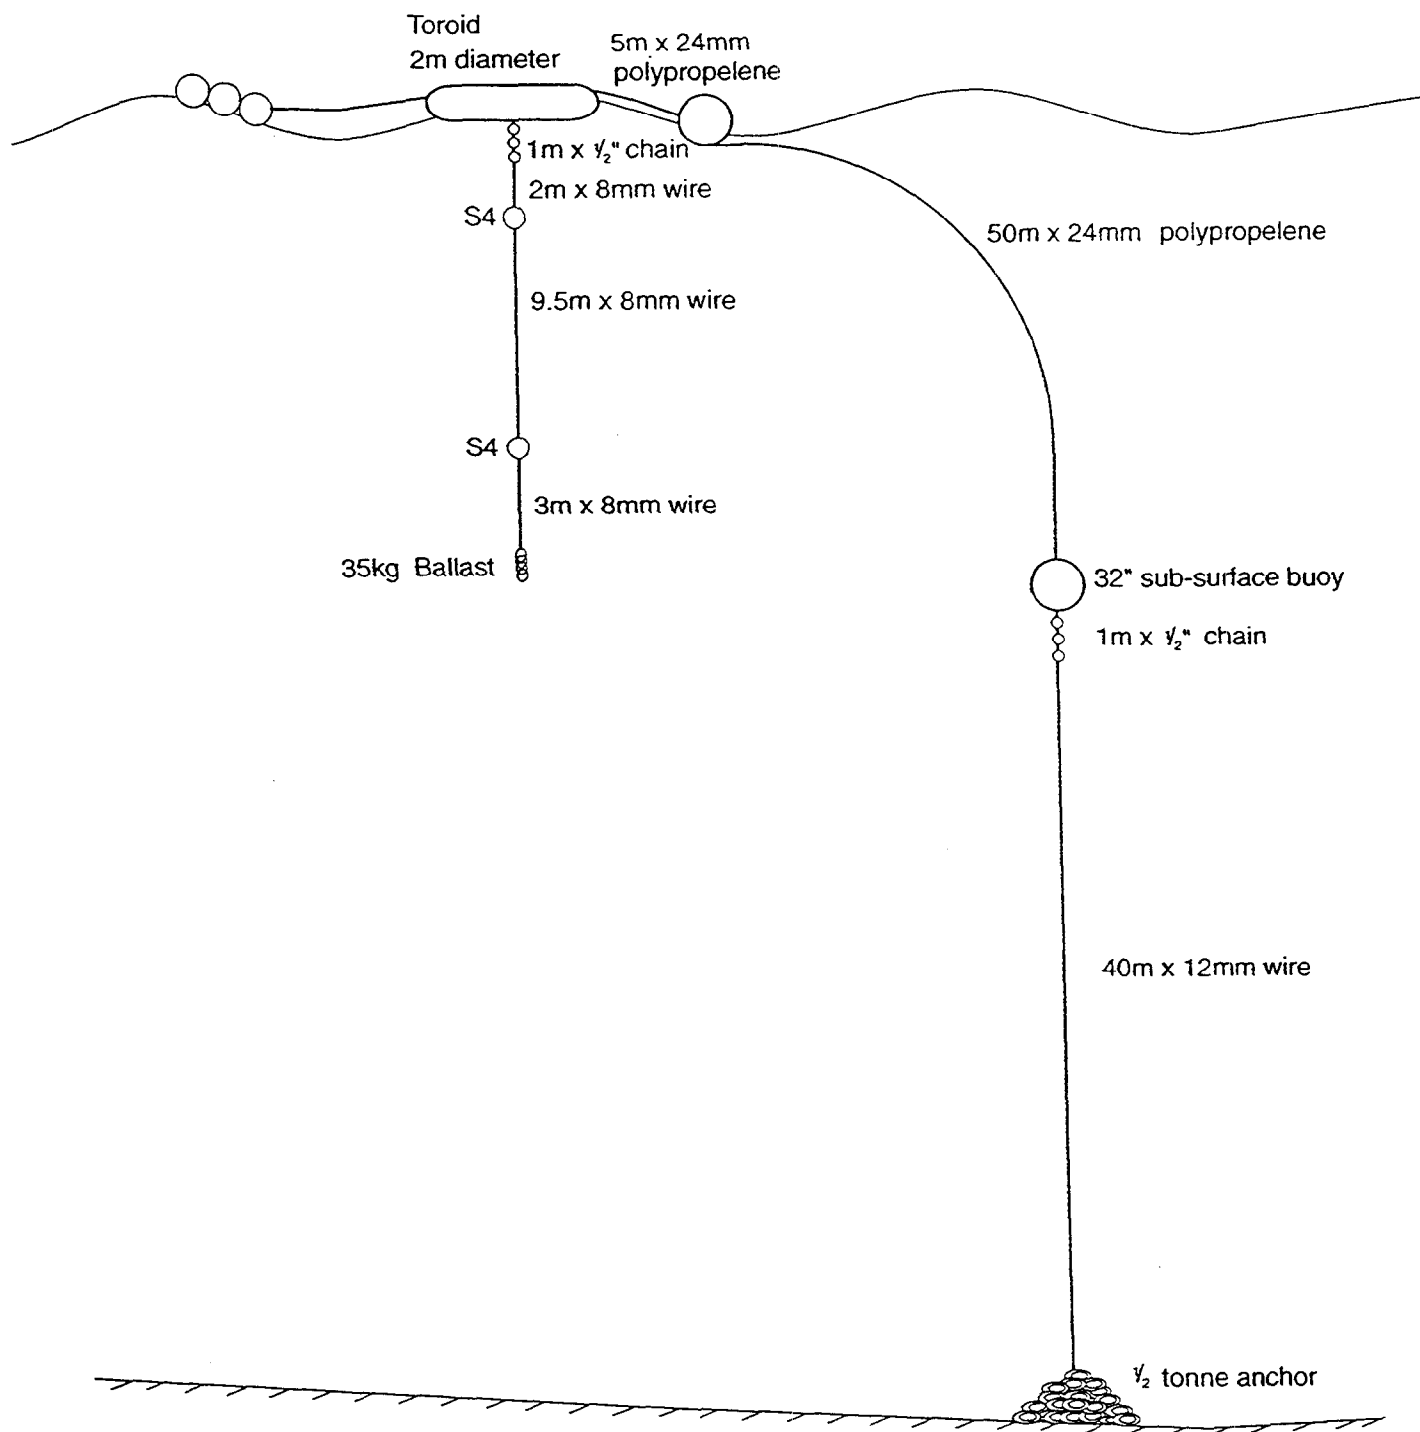 Toroid
2m diameter
5m x 24mm
polypropelene
1m x 1/2" chain
2m x 8mm wire
S4
50m x 24mm polypropelene
9.5m x 8mm wire
S4
3m x 8mm wire
35kg Ballast
32" sub-surface buoy
1m x 1/2" chain
40m x 12mm wire
1/2 tonne anchor